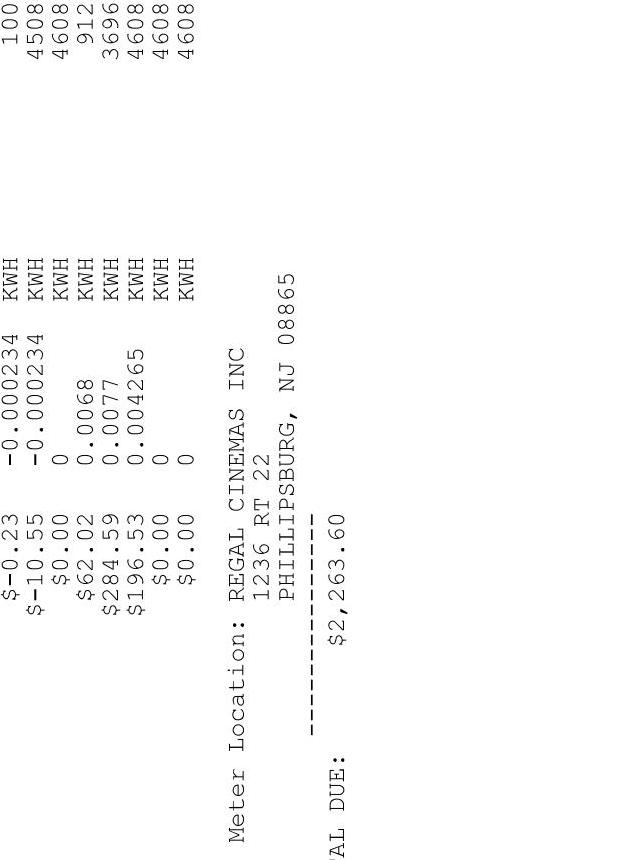 $-0.23 -0.000234 KWH 100
$-10.55 -0.000234 KWH 4508
$0.00 0 KWH 4608
$62.02 0.0068 KWH 912
$284.59 0.0077 KWH 3696
$196.53 0.004265 KWH 4608
$0.00 0 KWH 4608
$0.00 0 KWH 4608
Meter Location: REGAL CINEMAS INC
1236 RT 22
PHILLIPSBURG, NJ 08865
-----------------
AL DUE: $2,263.60